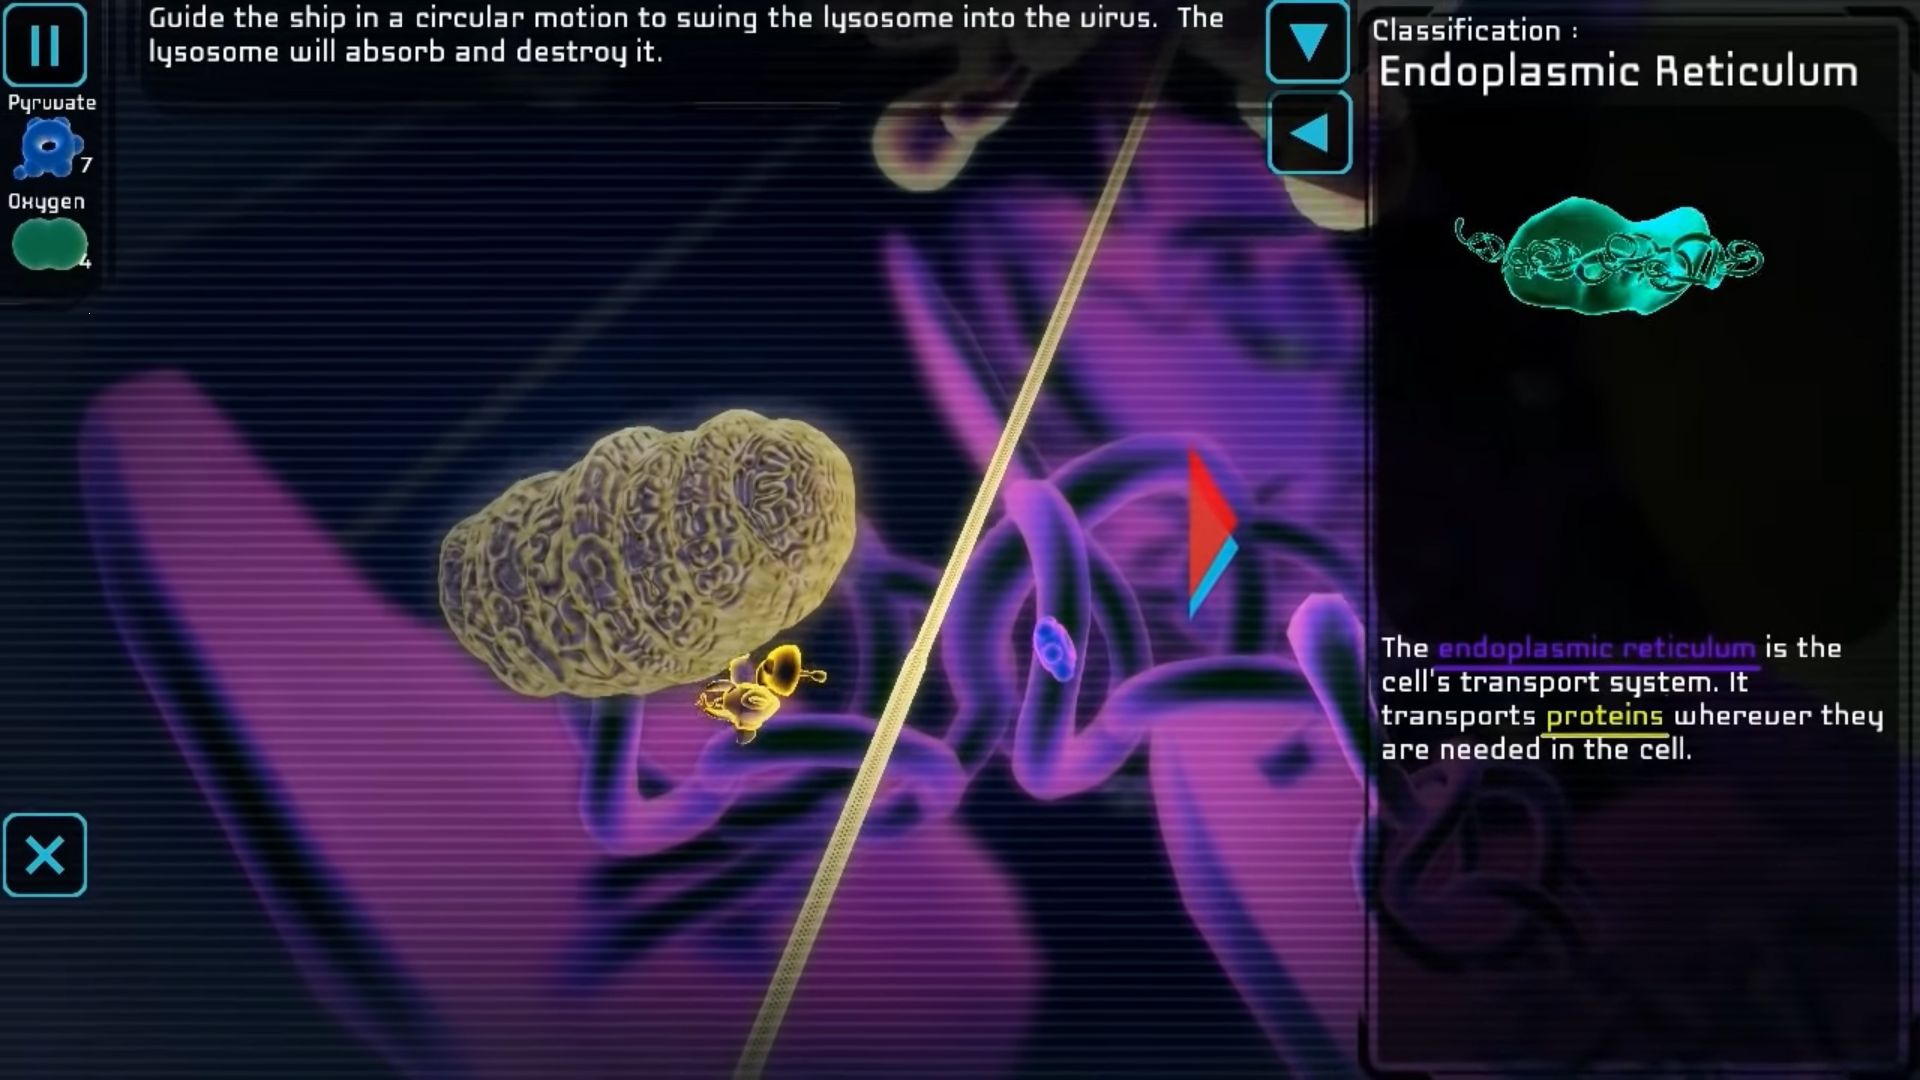 Guide the ship in a circular motion to swing the lysosome into the virus. The
lysosome will absorb and destroy it.
Pyruvate
7
Oxygen
4
Classification :
Endoplasmic Reticulum
The endoplasmic reticulum is the
cell's transport system. It
transports proteins wherever they
are needed in the cell.